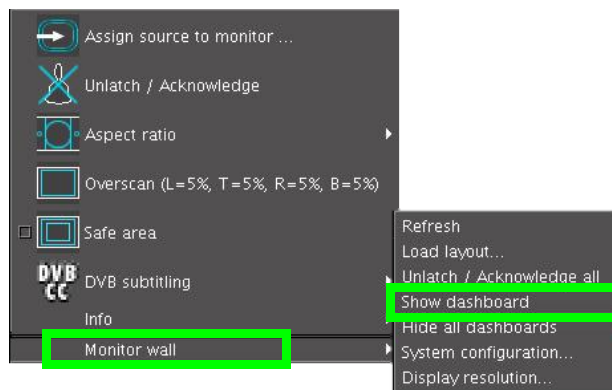 Assign source to monitor ...
Unlatch / Acknowledge
Aspect ratio
Overscan (L=5%, T=5%, R=5%, B=5%)
Safe area
DVB
CC
DVB subtitling
Info
Monitor wall
Refresh
Load layout...
Unlatch / Acknowledge all
Show dashboard
Hide all dashboards
System configuration...
Display resolution...